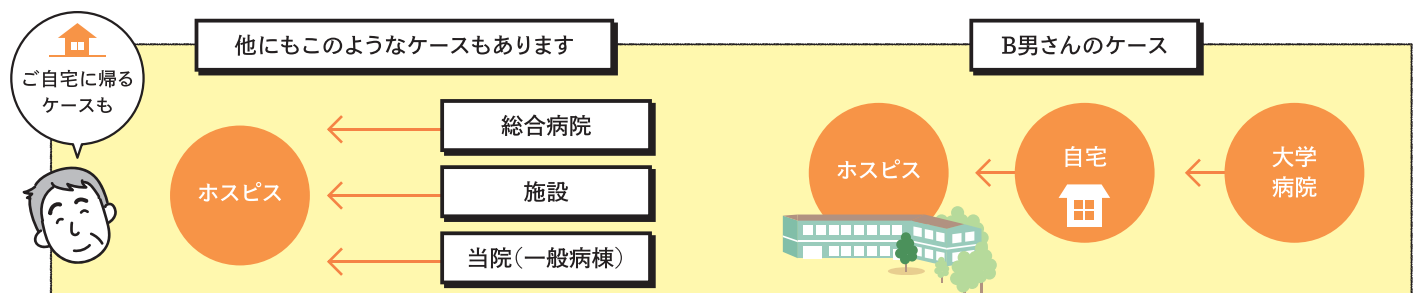 B男さんのケース
大学
病院
自宅
ホスピス
他にもこのようなケースもあります
総合病院
施設
当院（一般病棟）
ホスピス
ご自宅に帰る
ケースも